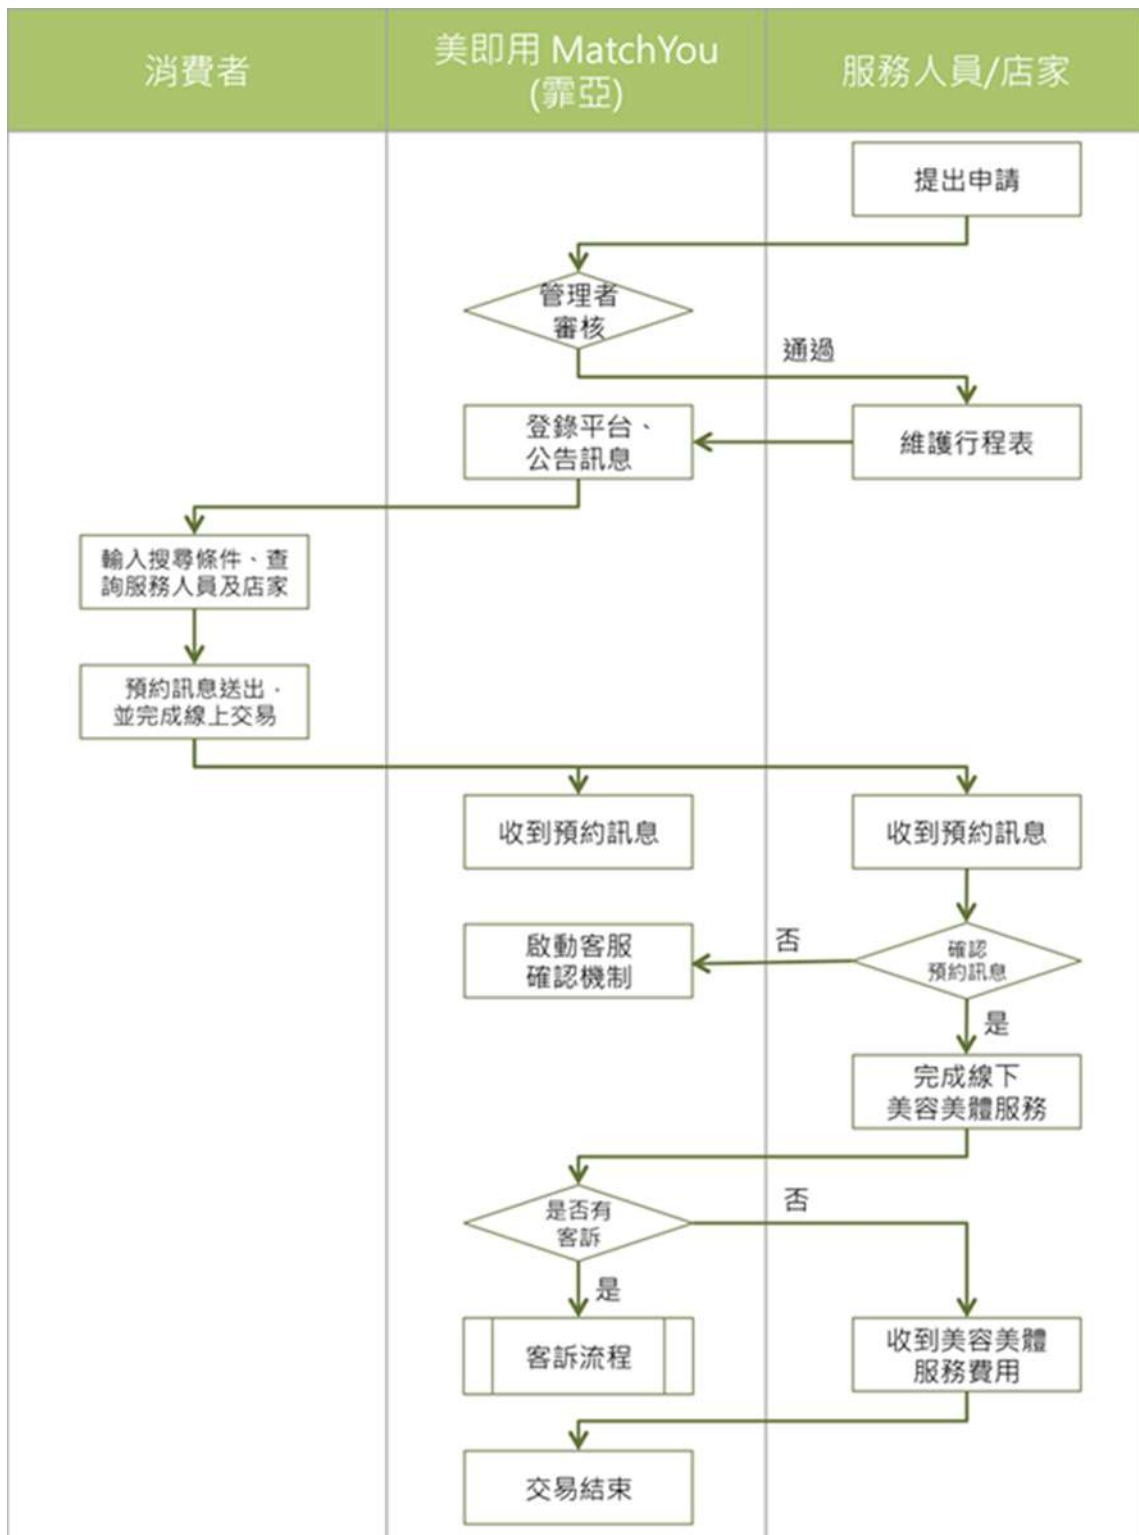 消費者
美即用 MatchYou
(霏亞)
服務人員/店家
提出申請
管理者
審核
通過
登錄平台、
公告訊息
維護行程表
輸入搜尋條件、查
詢服務人員及店家
預約訊息送出，
並完成線上交易
收到預約訊息
收到預約訊息
啟動客服
確認機制
否
確認
預約訊息
是
完成線下
美容美體服務
是否有
客訴
否
是
客訴流程
收到美容美體
服務費用
交易結束